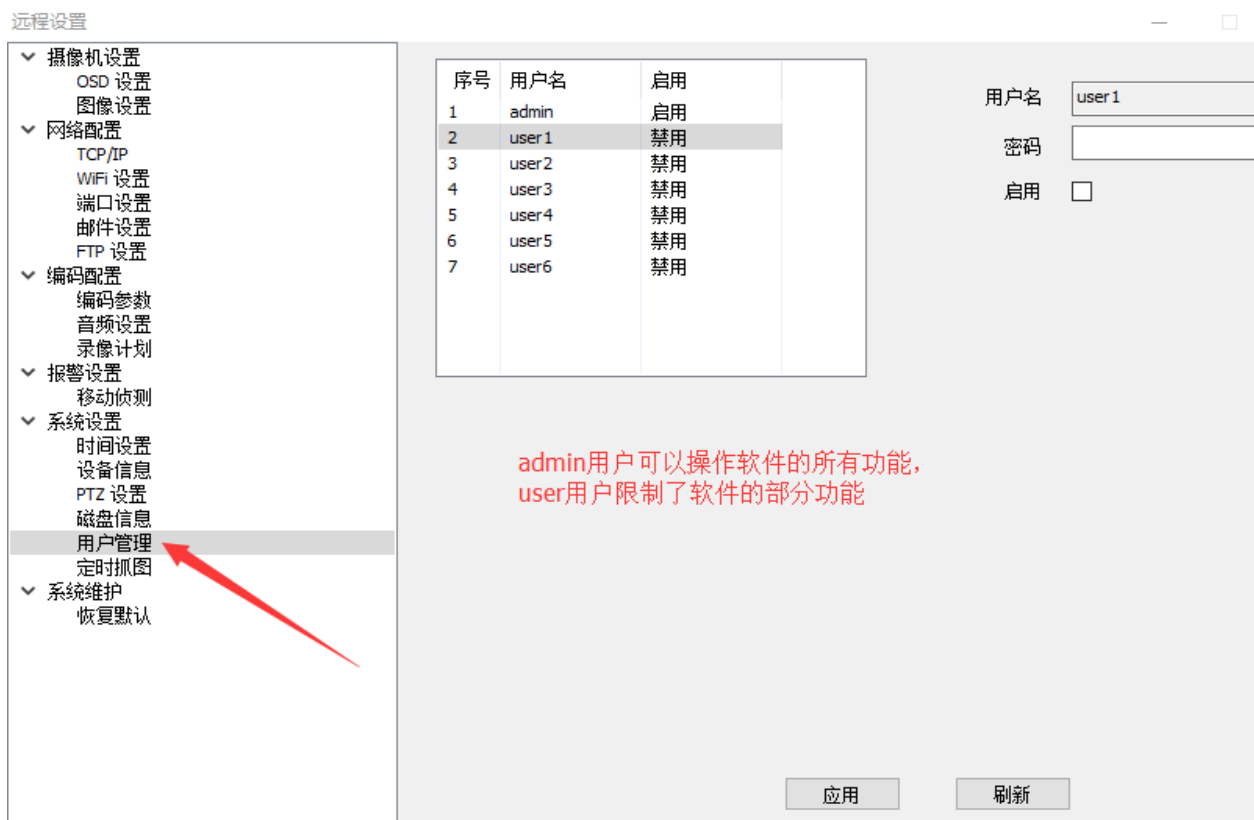 远程设置
摄像机设置
OSD 设置
图像设置
网络配置
TCP/IP
WiFi 设置
端口设置
邮件设置
FTP 设置
编码配置
编码参数
音频设置
录像计划
报警设置
移动侦测
系统设置
时间设置
设备信息
PTZ 设置
磁盘信息
用户管理
定时抓图
系统维护
恢复默认
序号 用户名 启用
1 admin 启用
2 user1 禁用
3 user2 禁用
4 user3 禁用
5 user4 禁用
6 user5 禁用
7 user6 禁用
用户名 user1
密码
启用
admin用户可以操作软件的所有功能，
user用户限制了软件的部分功能
应用 刷新